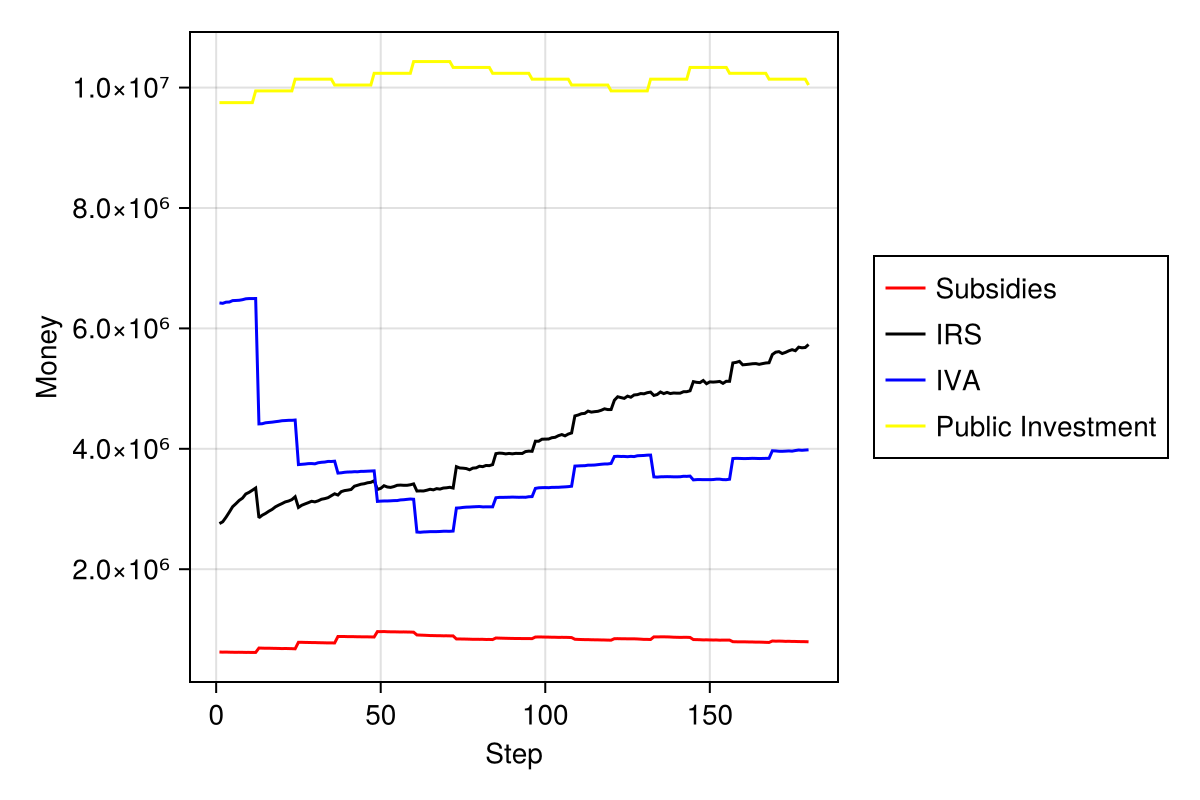 1.0×10⁷
8.0×10⁶
6.0×10⁶
4.0×10⁶
2.0×10⁶
Money
0 50 100 150
Step
Subsidies
IRS
IVA
Public Investment